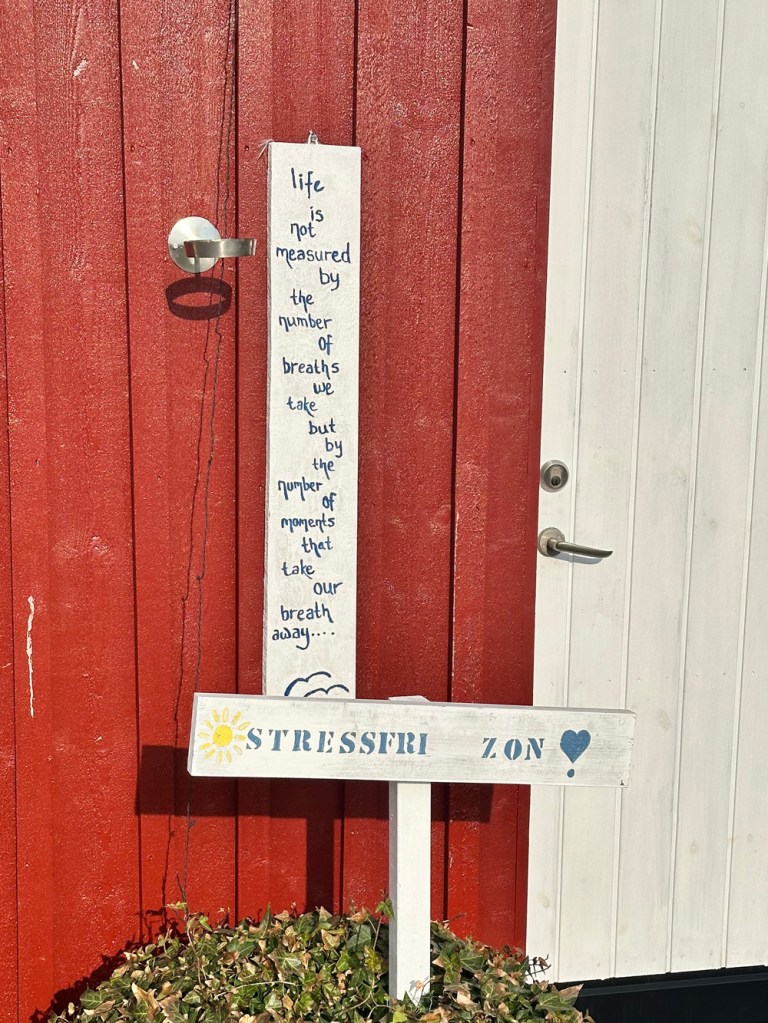 life
is
not
measured
by
the
number
of
breaths
we
take
but
by
the
number
of
moments
that
take
our
breath
away....
STRESSFRI ZON